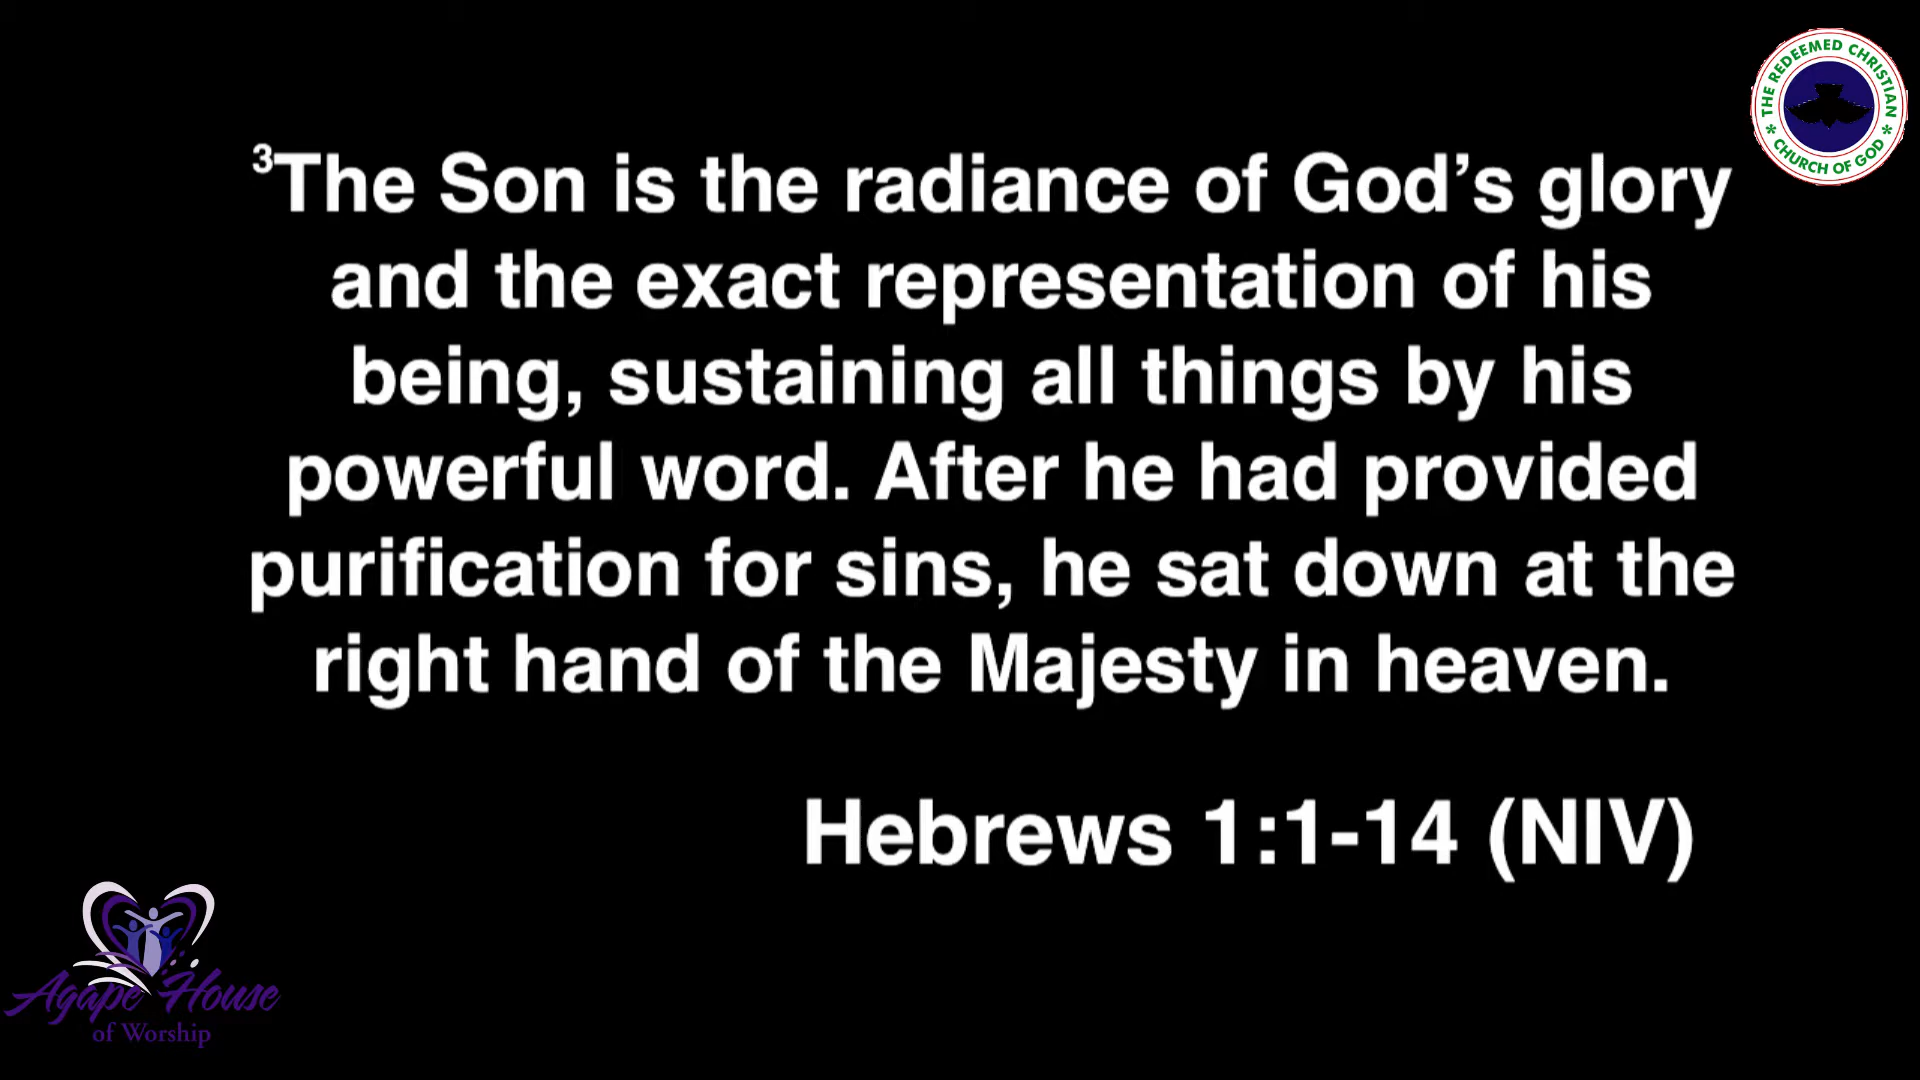 THE REDEEMED CHRISTIAN
* CHURCH OF GOD *
³The Son is the radiance of God’s glory
and the exact representation of his
being, sustaining all things by his
powerful word. After he had provided
purification for sins, he sat down at the
right hand of the Majesty in heaven.
Hebrews 1:1-14 (NIV)
Agape House
of Worship